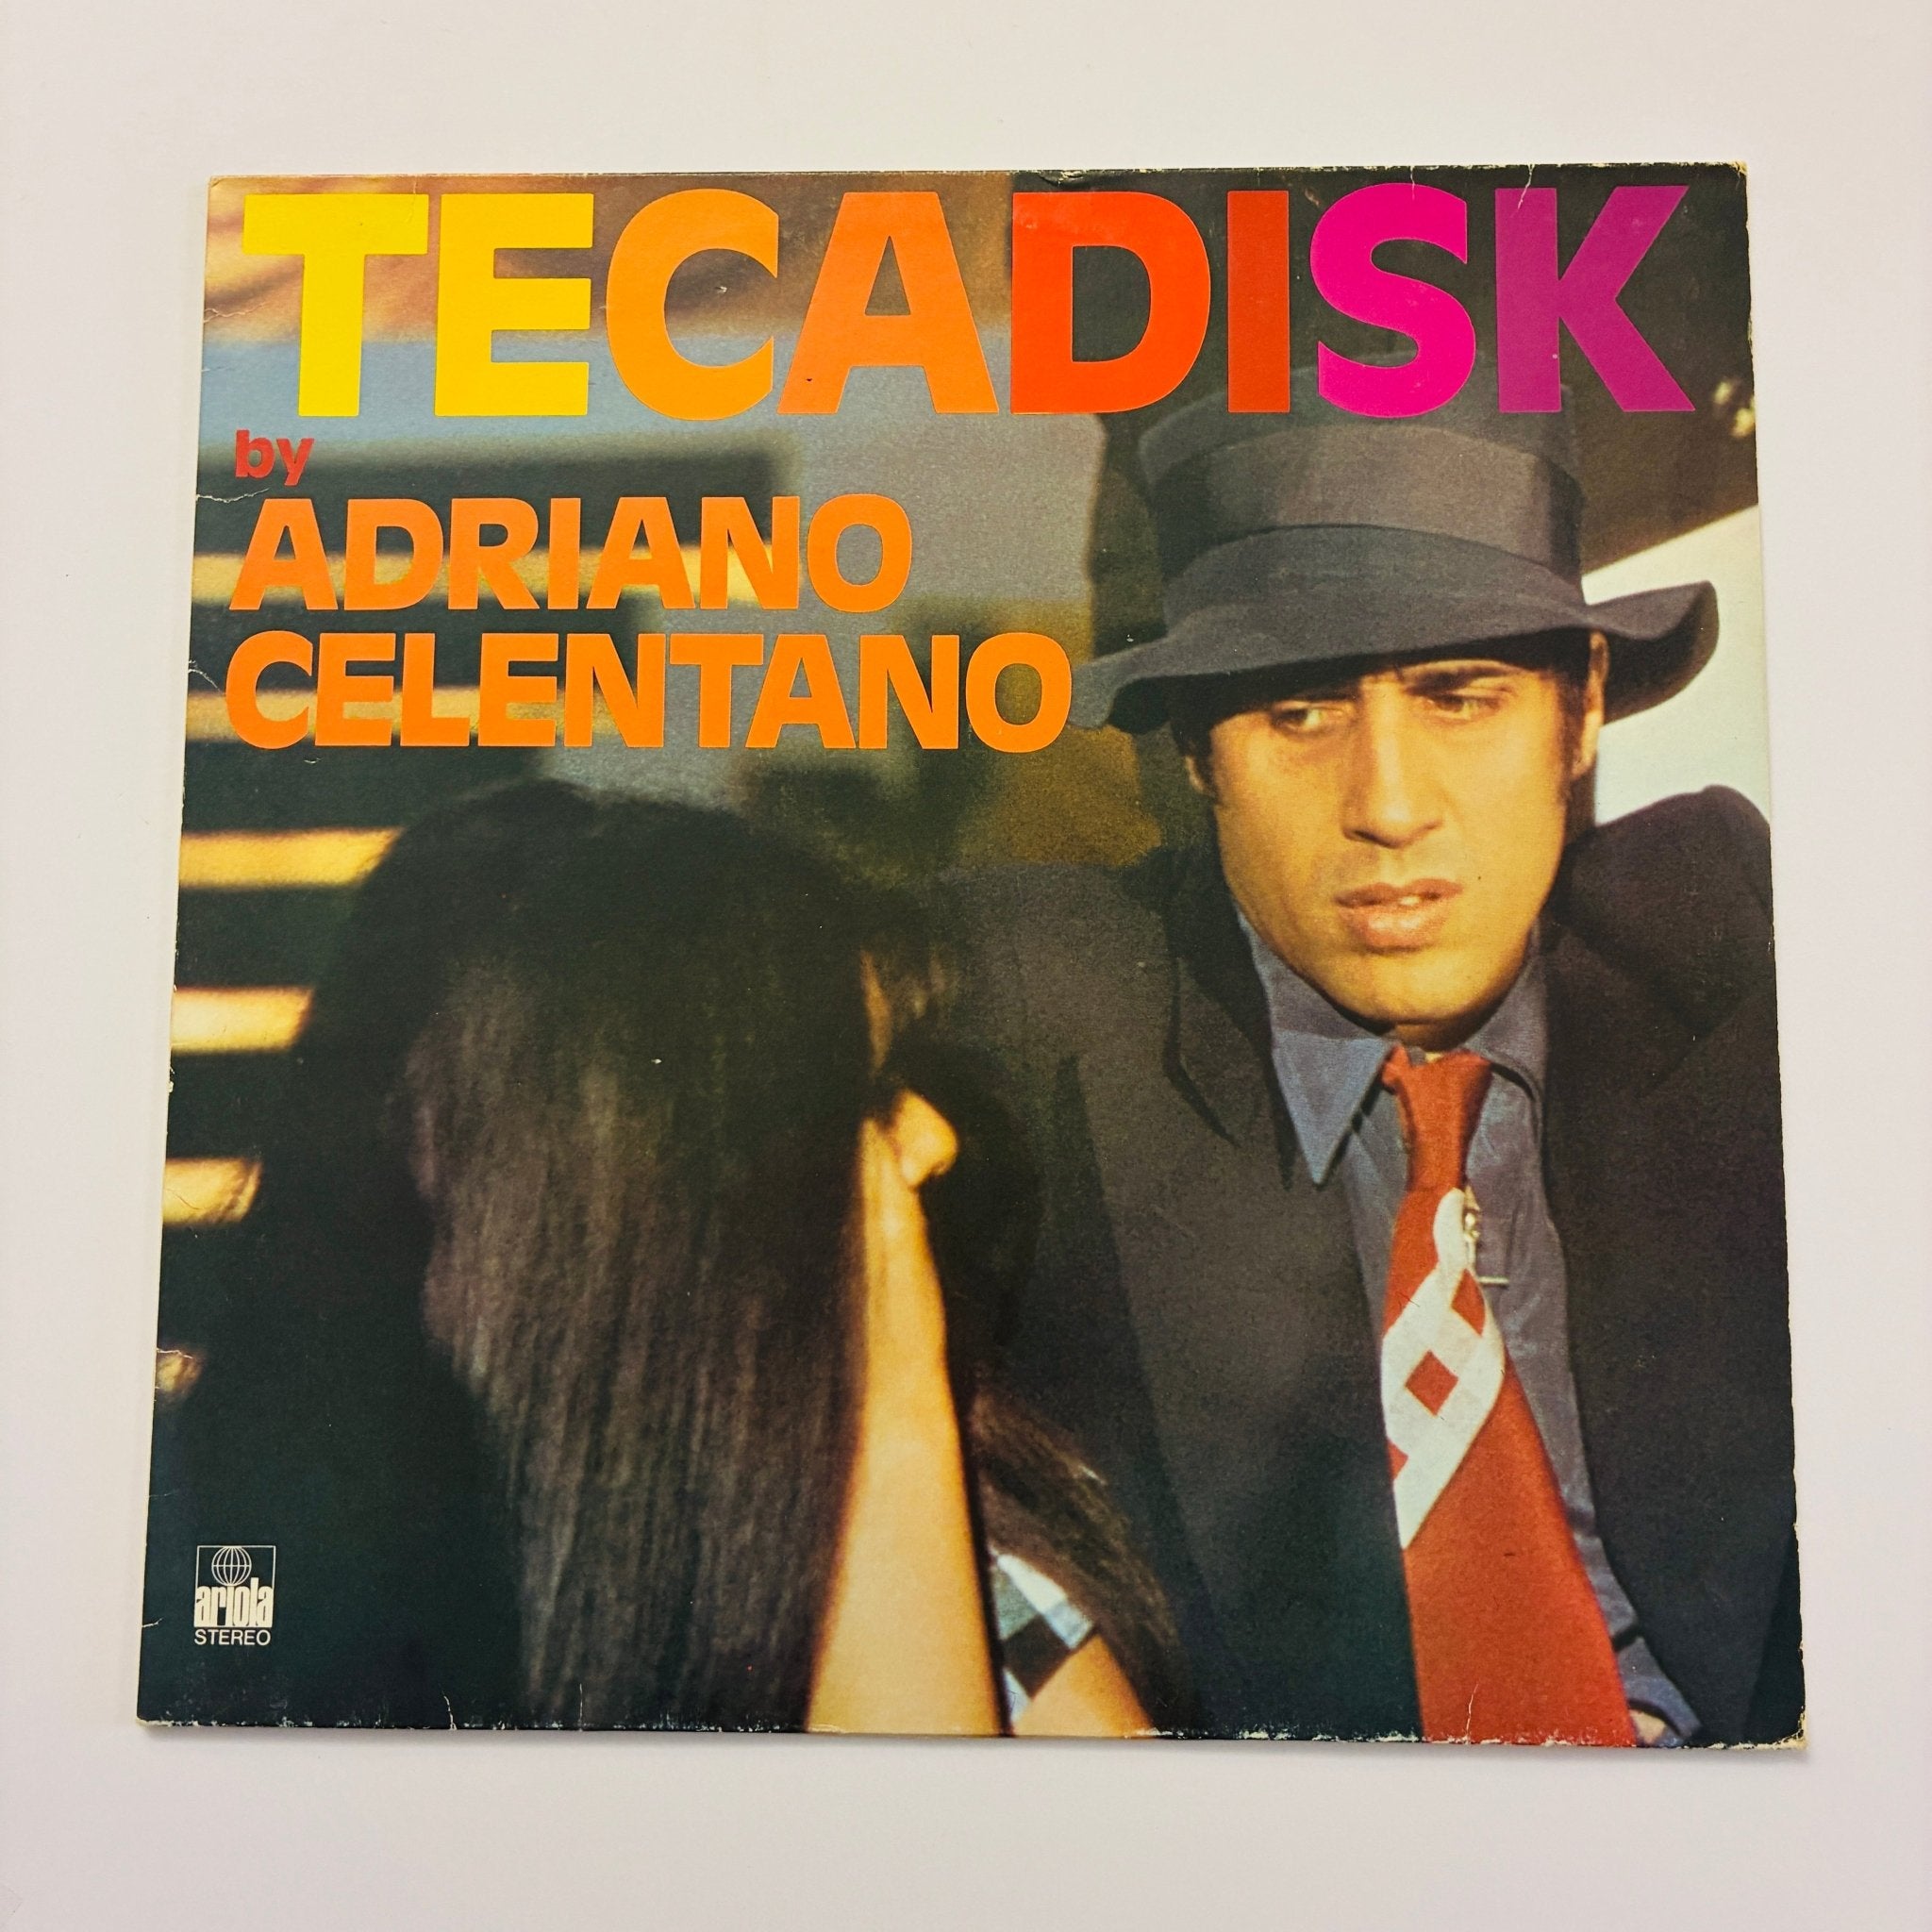 TECADISK
by
ADRIANO
CELENTANO
ariola
STEREO